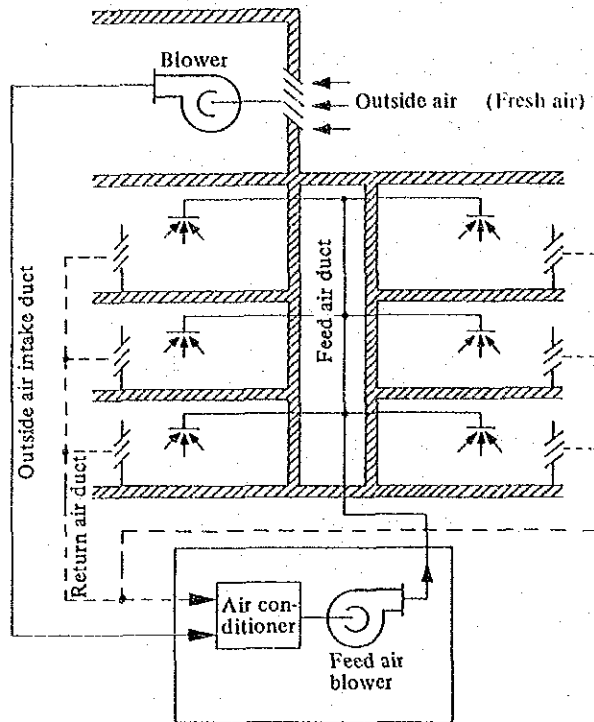 Blower
Outside air (Fresh air)
Outside air intake duct
Feed air duct
Return air duct
Air con-
ditioner
Feed air
blower